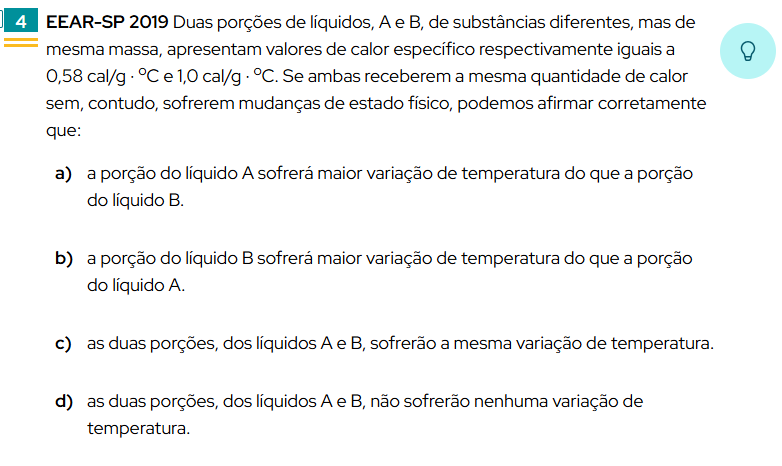 4 EEAR-SP 2019 Duas porções de líquidos, A e B, de substâncias diferentes, mas de
mesma massa, apresentam valores de calor específico respectivamente iguais a
0,58 cal/g · ºC e 1,0 cal/g · ºC. Se ambas receberem a mesma quantidade de calor
sem, contudo, sofrerem mudanças de estado físico, podemos afirmar corretamente
que:
a) a porção do líquido A sofrerá maior variação de temperatura do que a porção
do líquido B.
b) a porção do líquido B sofrerá maior variação de temperatura do que a porção
do líquido A.
c) as duas porções, dos líquidos A e B, sofrerão a mesma variação de temperatura.
d) as duas porções, dos líquidos A e B, não sofrerão nenhuma variação de
temperatura.